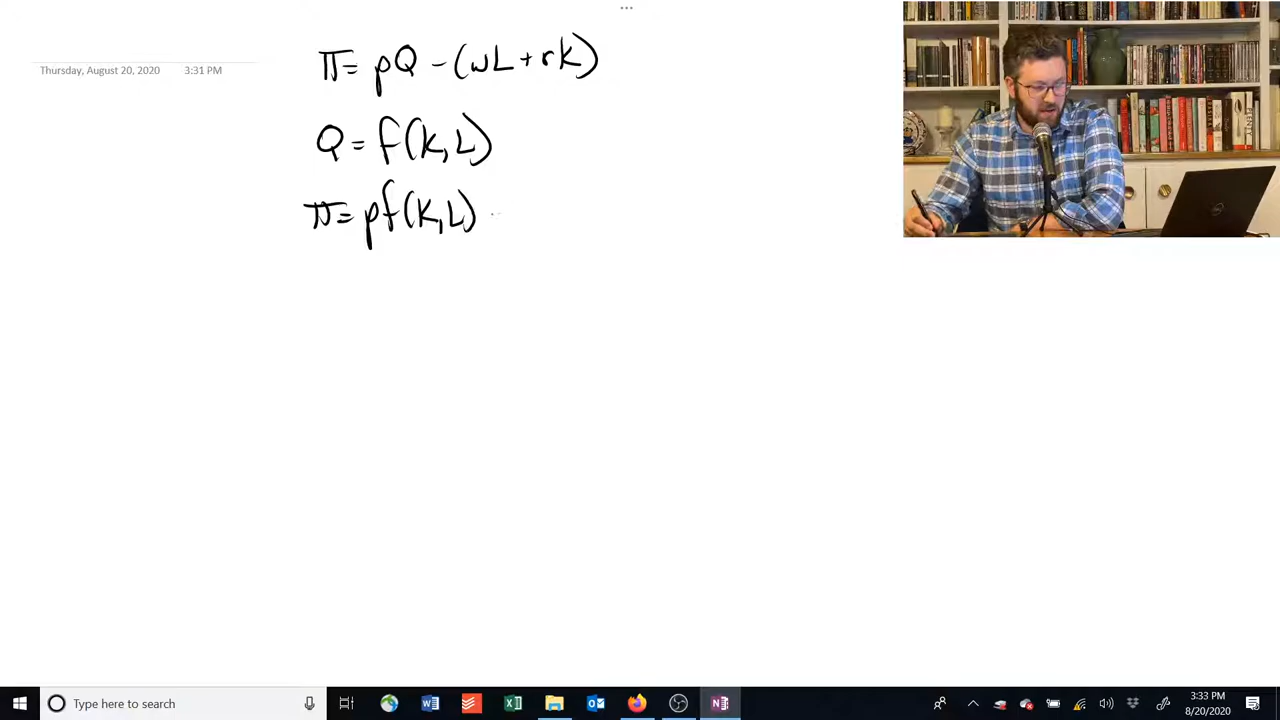 π = pQ - (wL + rK)
Thursday, August 20, 2020 3:31 PM
Q = f(K, L)
π = pf(K, L) -
Type here to search
3:33 PM
8/20/2020